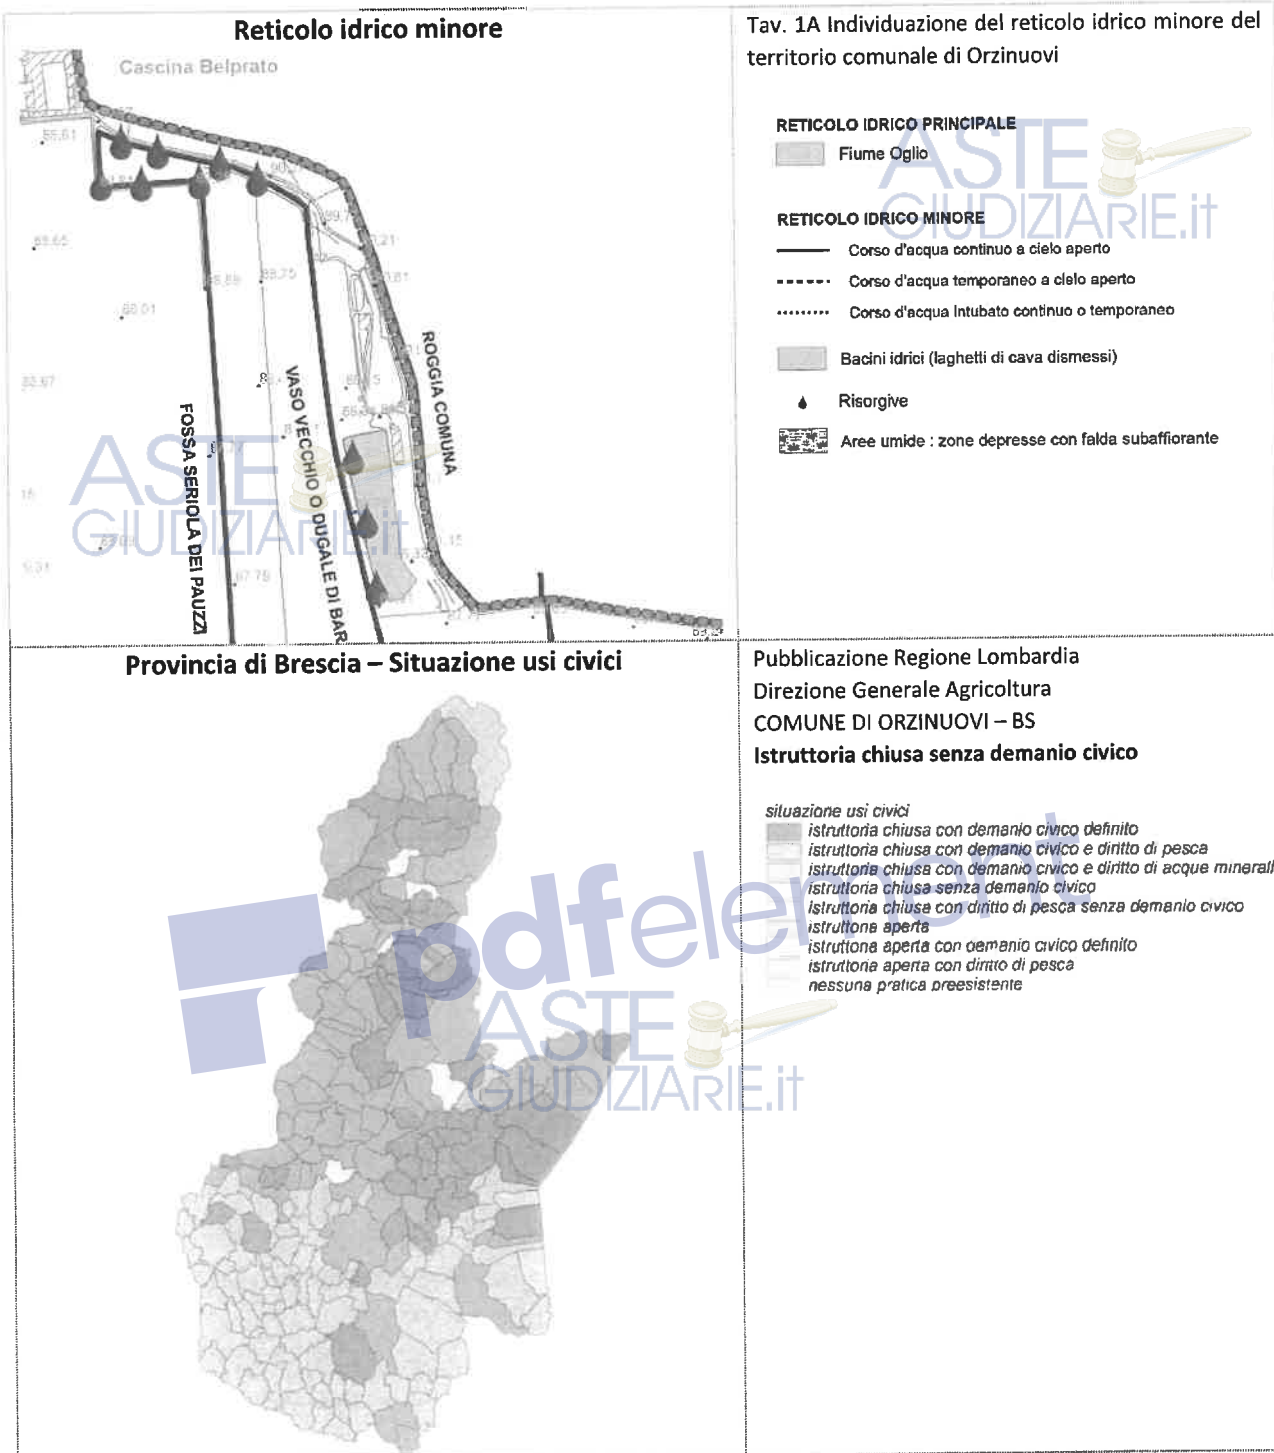 Reticolo idrico minore
Cascina Belprato
ROGGIA COMUNA
VASO VECCHIO O DUGALE DI BAR
FOSSA SERIOLA DEI PAUZZI
Tav. 1A Individuazione del reticolo idrico minore del
territorio comunale di Orzinuovi
RETICOLO IDRICO PRINCIPALE
Fiume Oglio
RETICOLO IDRICO MINORE
Corso d'acqua continuo a cielo aperto
Corso d'acqua temporaneo a cielo aperto
Corso d'acqua Intubato continuo o temporaneo
Bacini idrici (laghetti di cava dismessi)
Risorgive
Aree umide : zone depresse con falda subaffiorante
ASTE
GIUDIZIARIE.it
ASTE
GIUDIZIARIE.it
Provincia di Brescia – Situazione usi civici
Pubblicazione Regione Lombardia
Direzione Generale Agricoltura
COMUNE DI ORZINUOVI – BS
Istruttoria chiusa senza demanio civico
situazione usi civici
istruttoria chiusa con demanio civico definito
istruttoria chiusa con demanio civico e diritto di pesca
istruttoria chiusa con demanio civico e diritto di acque minerali
istruttoria chiusa senza demanio civico
istruttoria chiusa con diritto di pesca senza demanio civico
istruttoria aperta
istruttoria aperta con demanio civico definito
istruttoria aperta con diritto di pesca
nessuna pratica preesistente
pdfelement
ASTE
GIUDIZIARIE.it